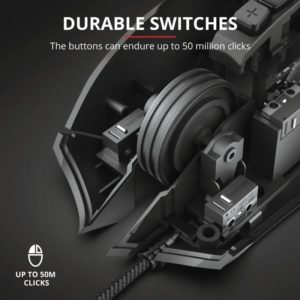 DURABLE SWITCHES
The buttons can endure up to 50 million clicks
UP TO 50M
CLICKS